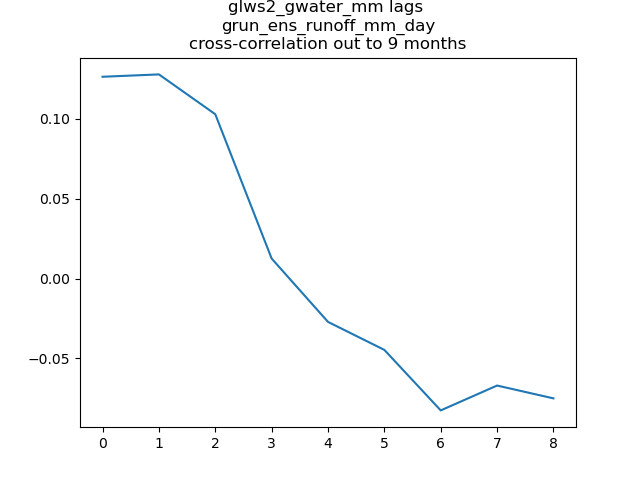 glws2_gwater_mm lags
grun_ens_runoff_mm_day
cross-correlation out to 9 months
0.10
0.05
0.00
−0.05
0 1 2 3 4 5 6 7 8